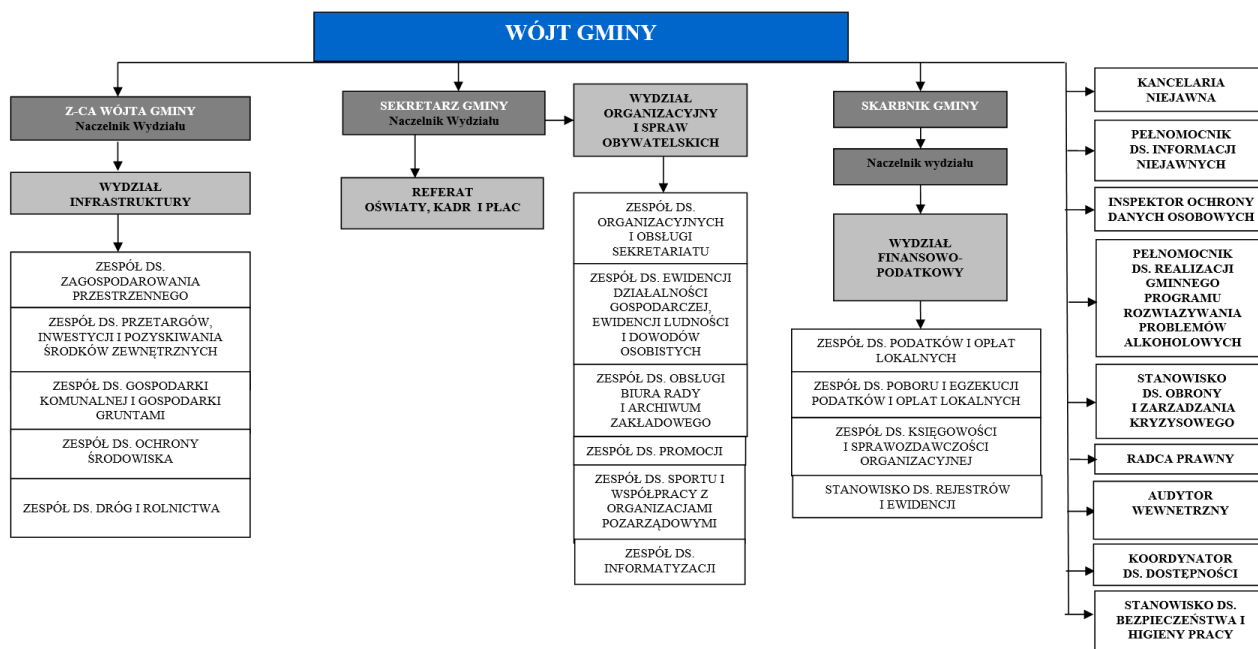 WÓJT GMINY
Z-CA WÓJTA GMINY
Naczelnik Wydziału
WYDZIAŁ
INFRASTRUKTURY
ZESPÓŁ DS.
ZAGOSPODAROWANIA
PRZESTRZENNEGO
ZESPÓŁ DS. PRZETARGÓW,
INWESTYCJI I POZYSKIWANIA
ŚRODKÓW ZEWNĘTRZNYCH
ZESPÓŁ DS. GOSPODARKI
KOMUNALNEJ I GOSPODARKI
GRUNTAMI
ZESPÓŁ DS. OCHRONY
ŚRODOWISKA
ZESPÓŁ DS. DRÓG I ROLNICTWA
SEKRETARZ GMINY
Naczelnik Wydziału
REFERAT
OŚWIATY, KADR I PŁAC
WYDZIAŁ
ORGANIZACYJNY
I SPRAW
OBYWATELSKICH
ZESPÓŁ DS.
ORGANIZACYJNYCH
I OBSŁUGI
SEKRETARIATU
ZESPÓŁ DS. EWIDENCJI
DZIAŁALNOŚCI
GOSPODARCZEJ,
EWIDENCJI LUDNOŚCI
I DOWODÓW
OSOBISTYCH
ZESPÓŁ DS. OBSŁUGI
BIURA RADY
I ARCHIWUM
ZAKŁADOWEGO
ZESPÓŁ DS. PROMOCJI
ZESPÓŁ DS. SPORTU I
WSPÓŁPRACY Z
ORGANIZACJAMI
POZARZĄDOWYMI
ZESPÓŁ DS.
INFORMATYZACJI
SKARBNIK GMINY
Naczelnik wydziału
WYDZIAŁ
FINANSOWO-
PODATKOWY
ZESPÓŁ DS. PODATKÓW I OPŁAT
LOKALNYCH
ZESPÓŁ DS. POBORU I EGZEKUCJI
PODATKÓW I OPLAT LOKALNYCH
ZESPÓŁ DS. KSIĘGOWOŚCI
I SPRAWOZDAWCZOŚCI
ORGANIZACYJNEJ
STANOWISKO DS. REJESTRÓW
I EWIDENCJI
KANCELARIA
NIEJAWNA
PEŁNOMOCNIK
DS. INFORMACJI
NIEJAWNYCH
INSPEKTOR OCHRONY
DANYCH OSOBOWYCH
PEŁNOMOCNIK
DS. REALIZACJI
GMINNEGO
PROGRAMU
ROZWIAZYWANIA
PROBLEMÓW
ALKOHOLOWYCH
STANOWISKO
DS. OBRONY
I ZARZADZANIA
KRYZYSOWEGO
RADCA PRAWNY
AUDYTOR
WEWNETRZNY
KOORDYNATOR
DS. DOSTĘPNOŚCI
STANOWISKO DS.
BEZPIECZEŃSTWA I
HIGIENY PRACY